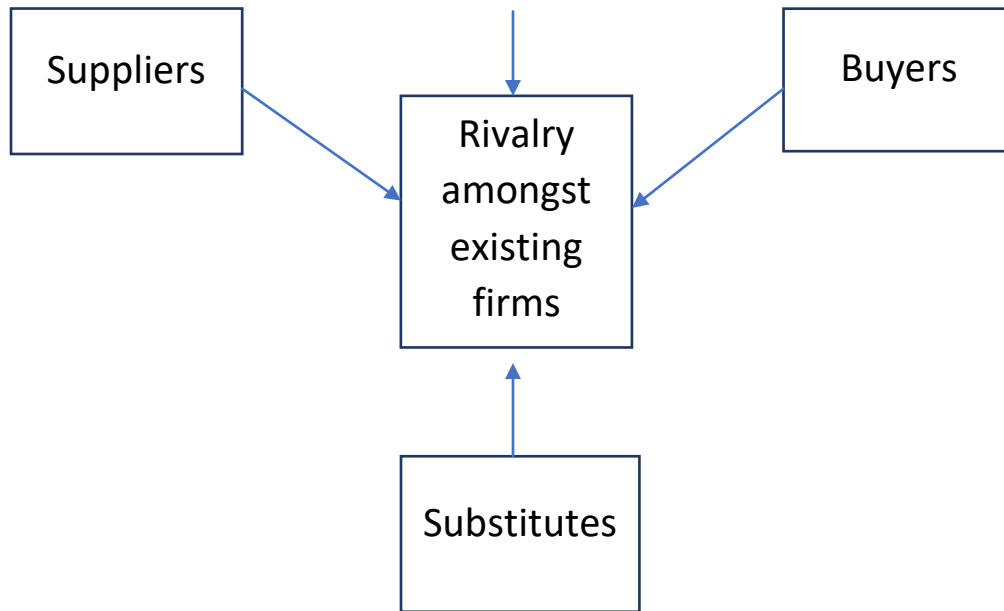 Suppliers
Buyers
Rivalry
amongst
existing
firms
Substitutes